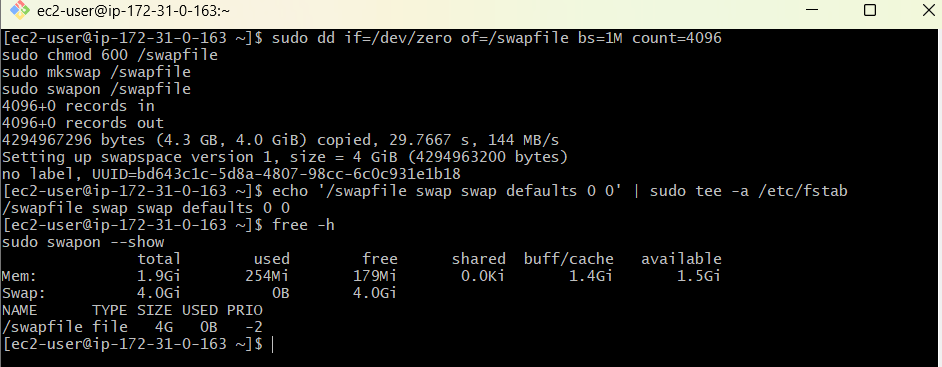 ec2-user@ip-172-31-0-163:~
[ec2-user@ip-172-31-0-163 ~]$ sudo dd if=/dev/zero of=/swapfile bs=1M count=4096
sudo chmod 600 /swapfile
sudo mkswap /swapfile
sudo swapon /swapfile
4096+0 records in
4096+0 records out
4294967296 bytes (4.3 GB, 4.0 GiB) copied, 29.7667 s, 144 MB/s
Setting up swapspace version 1, size = 4 GiB (4294963200 bytes)
no label, UUID=bd643c1c-5d8a-4807-98cc-6c0c931e1b18
[ec2-user@ip-172-31-0-163 ~]$ echo '/swapfile swap swap defaults 0 0' | sudo tee -a /etc/fstab
/swapfile swap swap defaults 0 0
[ec2-user@ip-172-31-0-163 ~]$ free -h
sudo swapon --show
total used free shared buff/cache available
Mem: 1.9Gi 254Mi 179Mi 0.0Ki 1.4Gi 1.5Gi
Swap: 4.0Gi 0B 4.0Gi
NAME TYPE SIZE USED PRIO
/swapfile file 4G 0B -2
[ec2-user@ip-172-31-0-163 ~]$